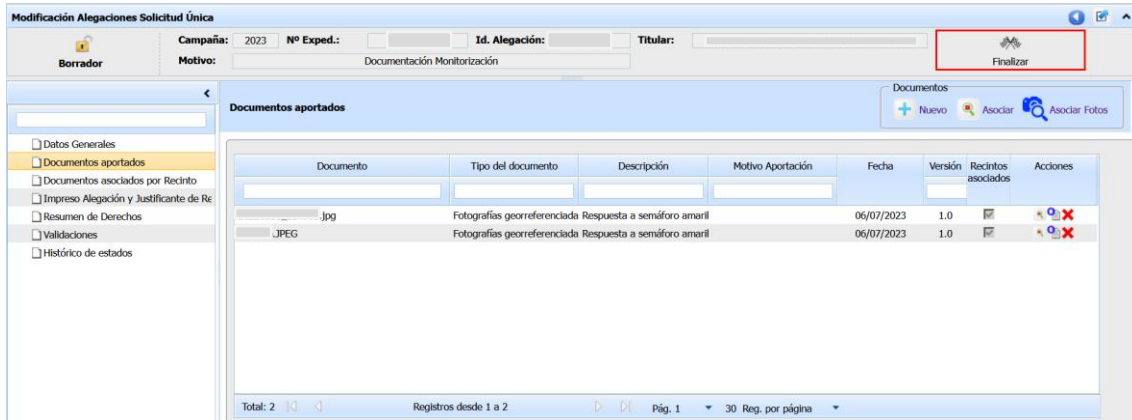 Modificación Alegaciones Solicitud Única
Borrador
Campaña: 2023 Nº Exped.: Id. Alegación: Titular:
Motivo: Documentación Monitorización
Finalizar
Datos Generales
Documentos aportados
Documentos asociados por Recinto
Impreso Alegación y Justificante de Re
Resumen de Derechos
Validaciones
Histórico de estados
Documentos aportados
Documentos
Nuevo Asociar Asociar Fotos
Documento Tipo del documento Descripción Motivo Aportación Fecha Versión Recintos asociados Acciones
.jpg Fotografías georreferenciada Respuesta a semáforo amaril 06/07/2023 1.0
.JPEG Fotografías georreferenciada Respuesta a semáforo amaril 06/07/2023 1.0
Total: 2 Registros desde 1 a 2 Pág. 1 30 Reg. por página